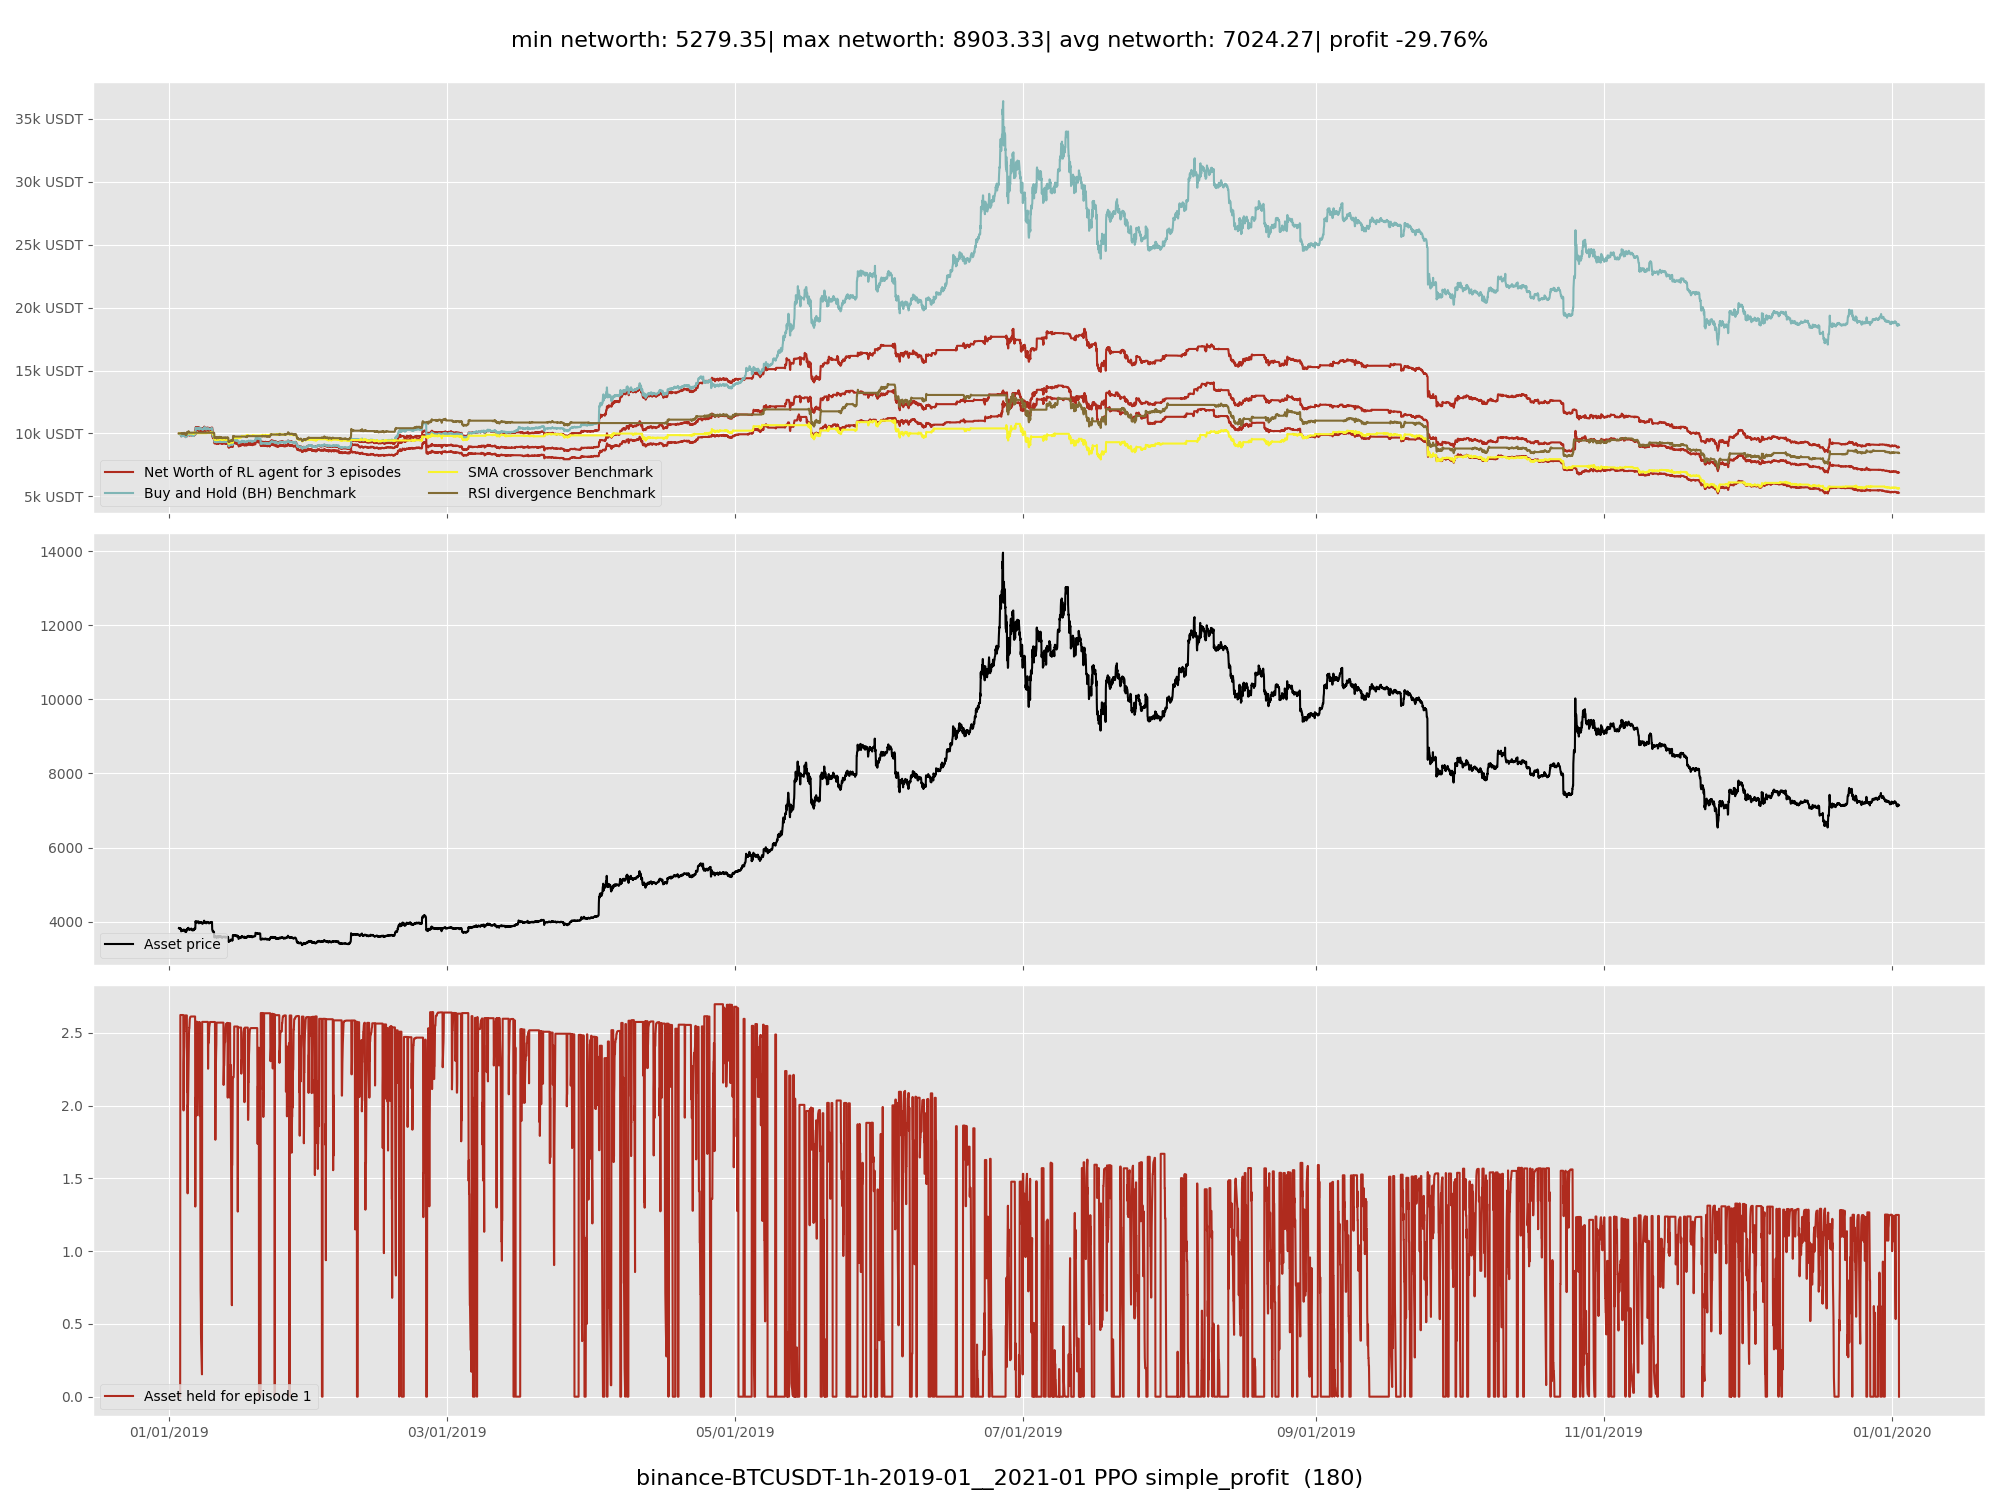 min networth: 5279.35| max networth: 8903.33| avg networth: 7024.27| profit -29.76%
35k USDT
30k USDT
25k USDT
20k USDT
15k USDT
10k USDT
5k USDT
Net Worth of RL agent for 3 episodes
Buy and Hold (BH) Benchmark
SMA crossover Benchmark
RSI divergence Benchmark
14000
12000
10000
8000
6000
4000
Asset price
2.5
2.0
1.5
1.0
0.5
0.0
Asset held for episode 1
01/01/2019
03/01/2019
05/01/2019
07/01/2019
09/01/2019
11/01/2019
01/01/2020
binance-BTCUSDT-1h-2019-01__2021-01 PPO simple_profit  (180)